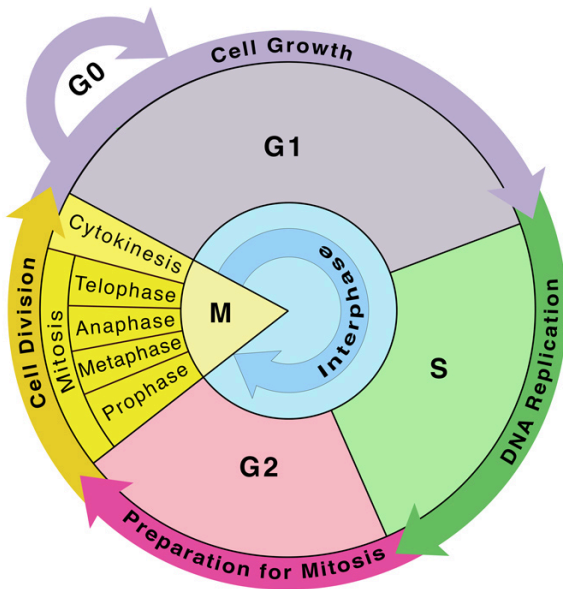 Cell Growth
G0
G1
Cytokinesis
Telophase
Anaphase
Metaphase
Prophase
Mitosis
Cell Division
M
Interphase
S
DNA Replication
G2
Preparation for Mitosis